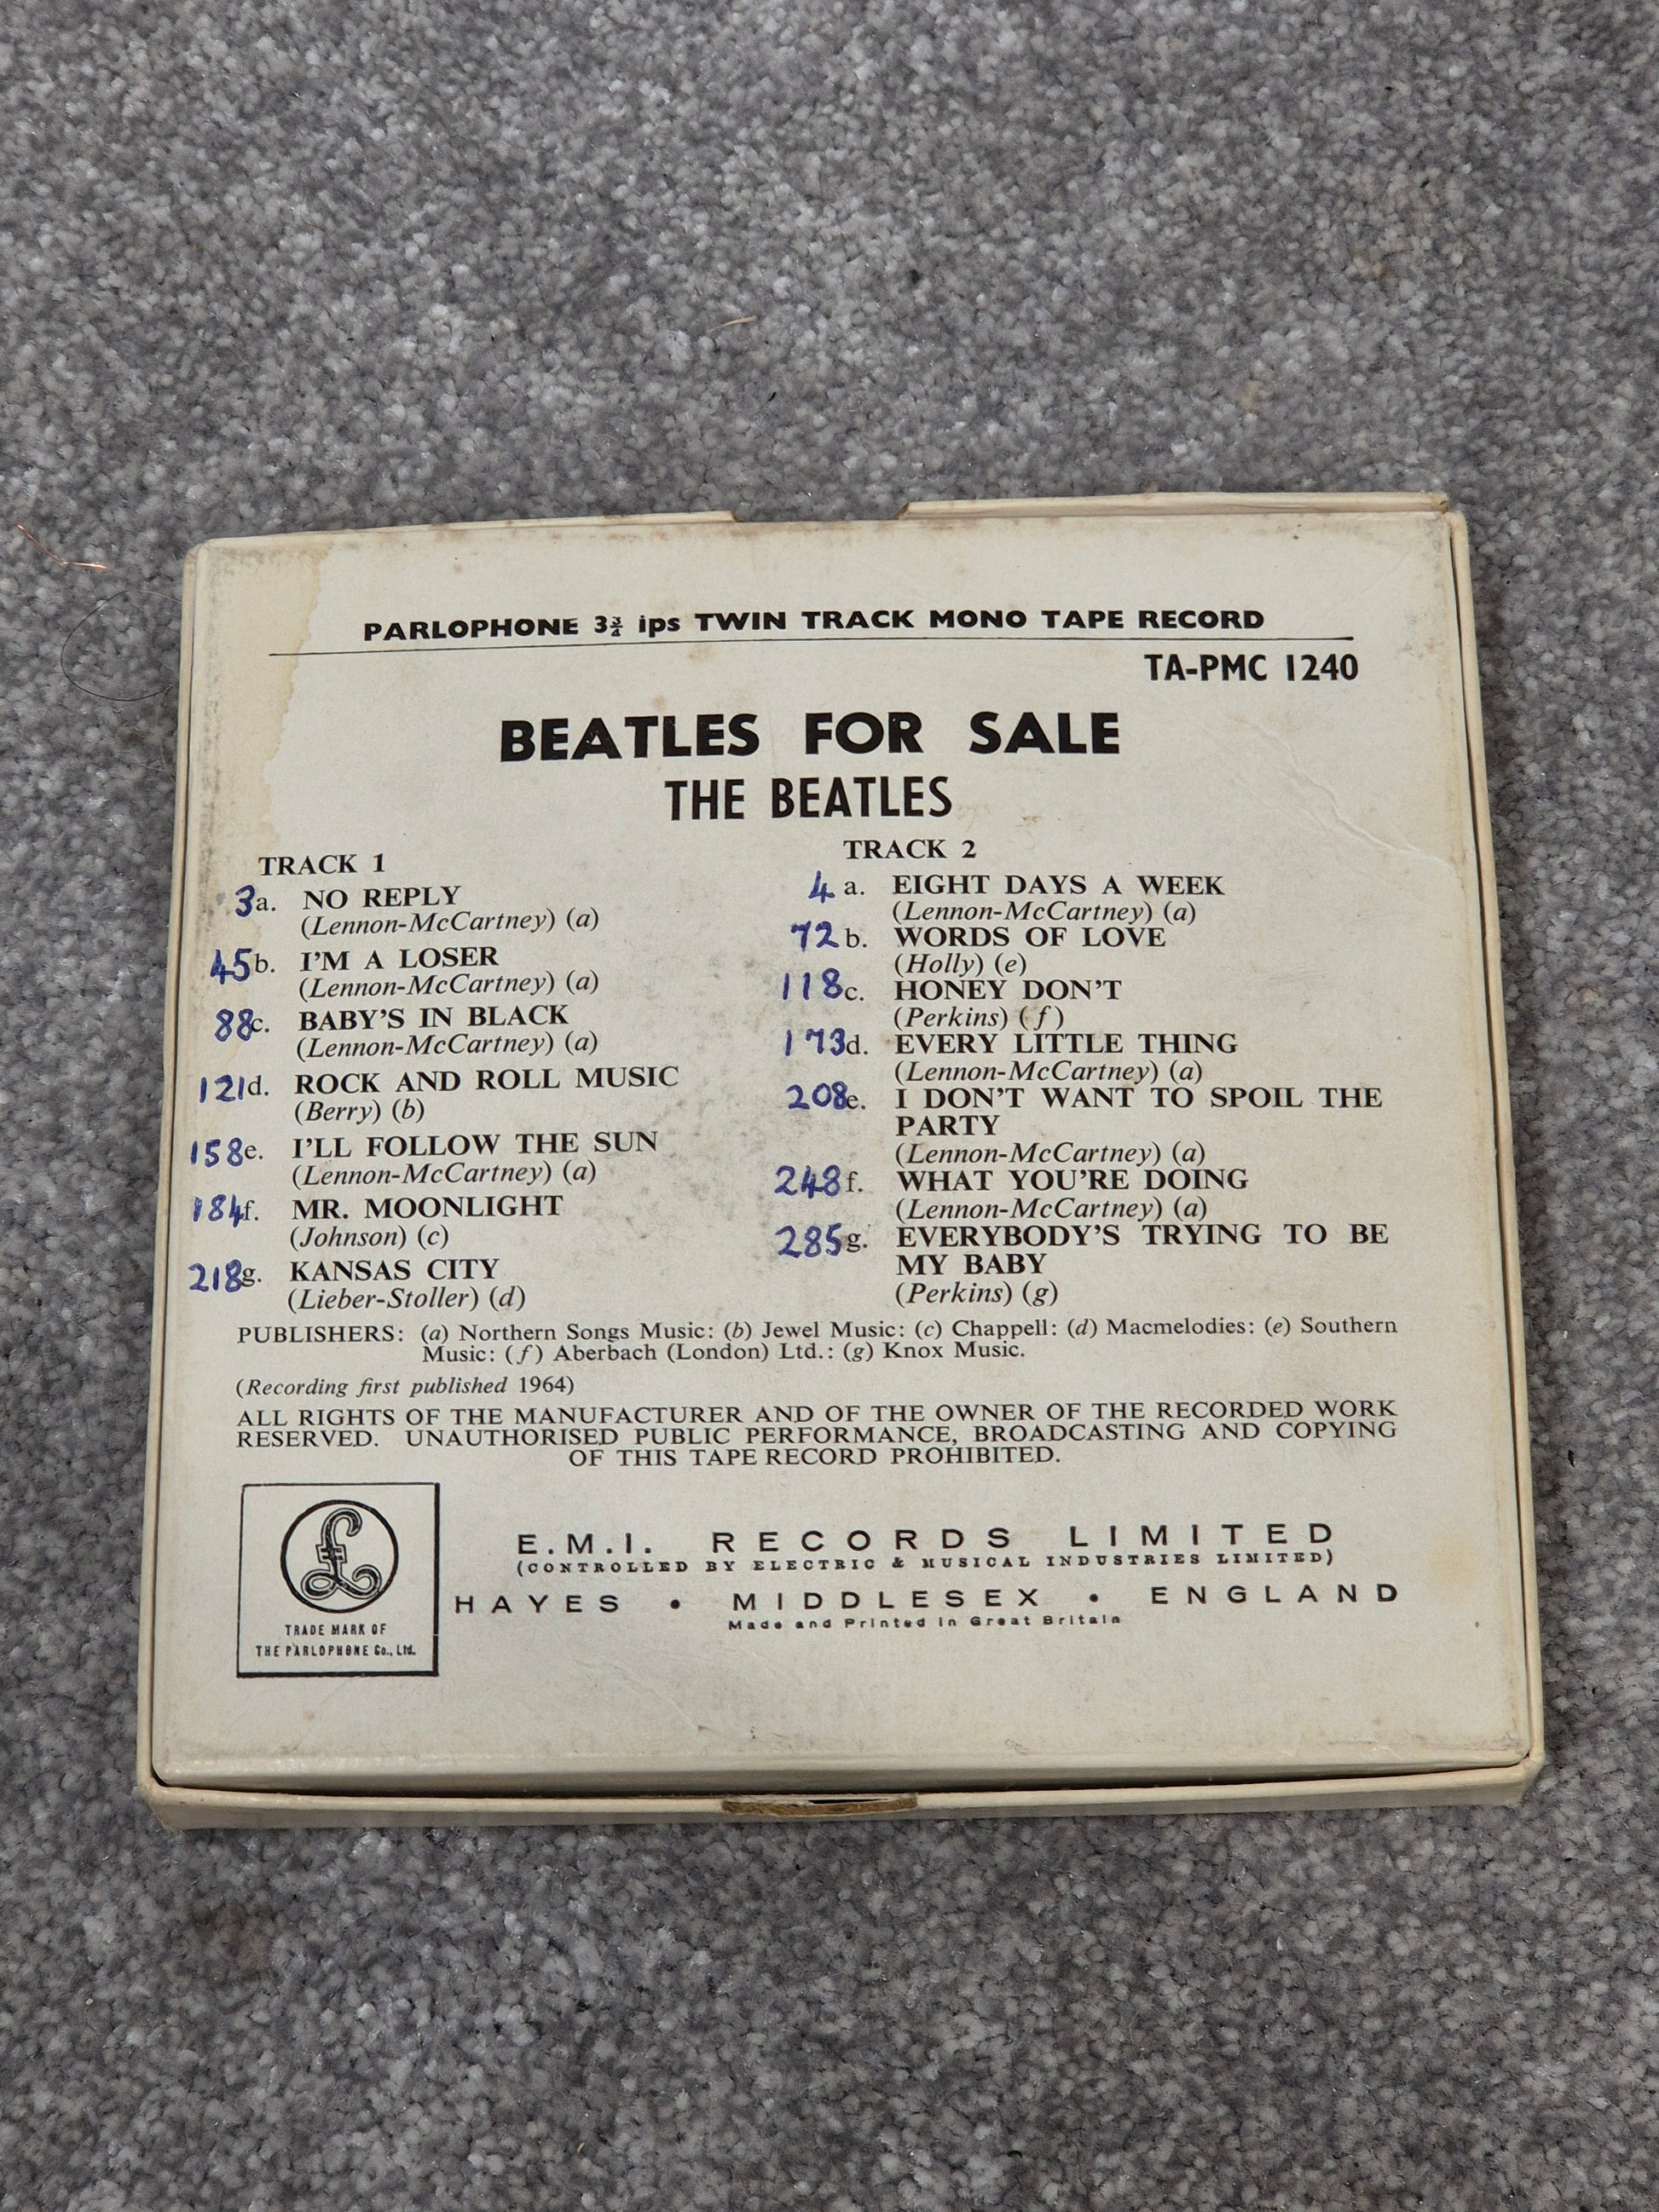 PARLOPHONE 3¾ ips TWIN TRACK MONO TAPE RECORD
TA-PMC 1240
BEATLES FOR SALE
THE BEATLES
TRACK 1
3a. NO REPLY
(Lennon-McCartney) (a)
45b. I'M A LOSER
(Lennon-McCartney) (a)
88c. BABY'S IN BLACK
(Lennon-McCartney) (a)
121d. ROCK AND ROLL MUSIC
(Berry) (b)
158e. I'LL FOLLOW THE SUN
(Lennon-McCartney) (a)
184f. MR. MOONLIGHT
(Johnson) (c)
218g. KANSAS CITY
(Lieber-Stoller) (d)
TRACK 2
4 a. EIGHT DAYS A WEEK
(Lennon-McCartney) (a)
72 b. WORDS OF LOVE
(Holly) (e)
118c. HONEY DON'T
(Perkins) (f)
173d. EVERY LITTLE THING
(Lennon-McCartney) (a)
208e. I DON'T WANT TO SPOIL THE
PARTY
(Lennon-McCartney) (a)
248f. WHAT YOU'RE DOING
(Lennon-McCartney) (a)
285g. EVERYBODY'S TRYING TO BE
MY BABY
(Perkins) (g)
PUBLISHERS: (a) Northern Songs Music: (b) Jewel Music: (c) Chappell: (d) Macmelodies: (e) Southern
Music: (f) Aberbach (London) Ltd.: (g) Knox Music.
(Recording first published 1964)
ALL RIGHTS OF THE MANUFACTURER AND OF THE OWNER OF THE RECORDED WORK
RESERVED. UNAUTHORISED PUBLIC PERFORMANCE, BROADCASTING AND COPYING
OF THIS TAPE RECORD PROHIBITED.
£
TRADE MARK OF
THE PARLOPHONE Co., Ltd.
E.M.I. RECORDS LIMITED
(CONTROLLED BY ELECTRIC & MUSICAL INDUSTRIES LIMITED)
HAYES • MIDDLESEX • ENGLAND
Made and Printed in Great Britain